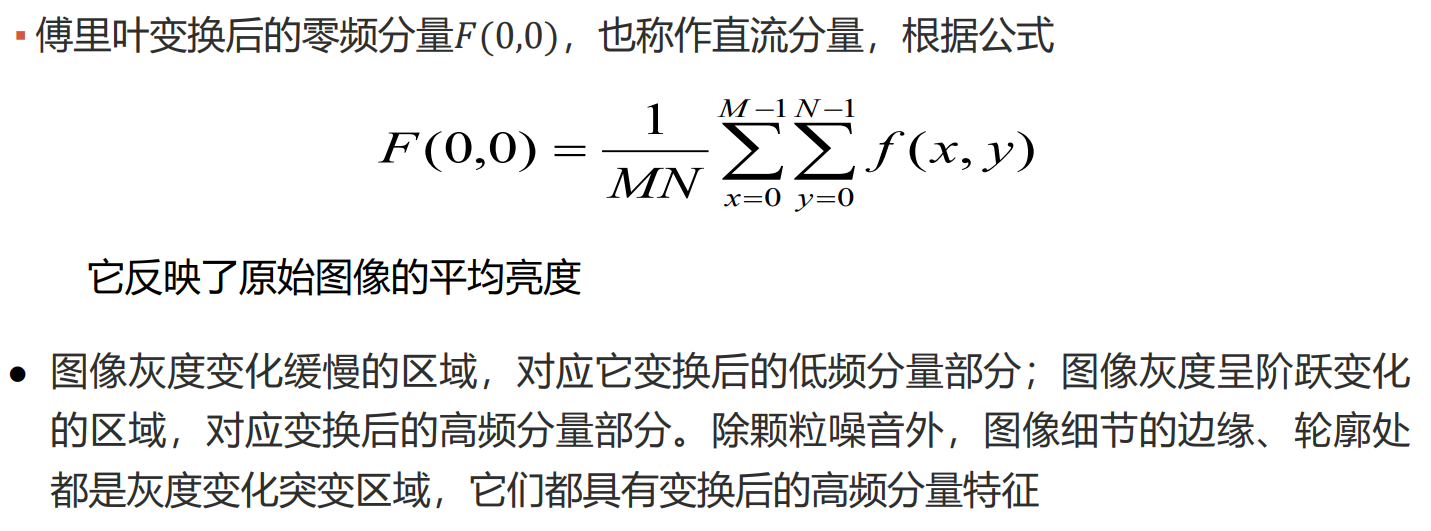 ▪ 傅里叶变换后的零频分量F(0,0)，也称作直流分量，根据公式
F(0,0) = \frac{1}{MN} \sum_{x=0}^{M-1} \sum_{y=0}^{N-1} f(x, y)
它反映了原始图像的平均亮度
● 图像灰度变化缓慢的区域，对应它变换后的低频分量部分；图像灰度呈阶跃变化
的区域，对应变换后的高频分量部分。除颗粒噪音外，图像细节的边缘、轮廓处
都是灰度变化突变区域，它们都具有变换后的高频分量特征